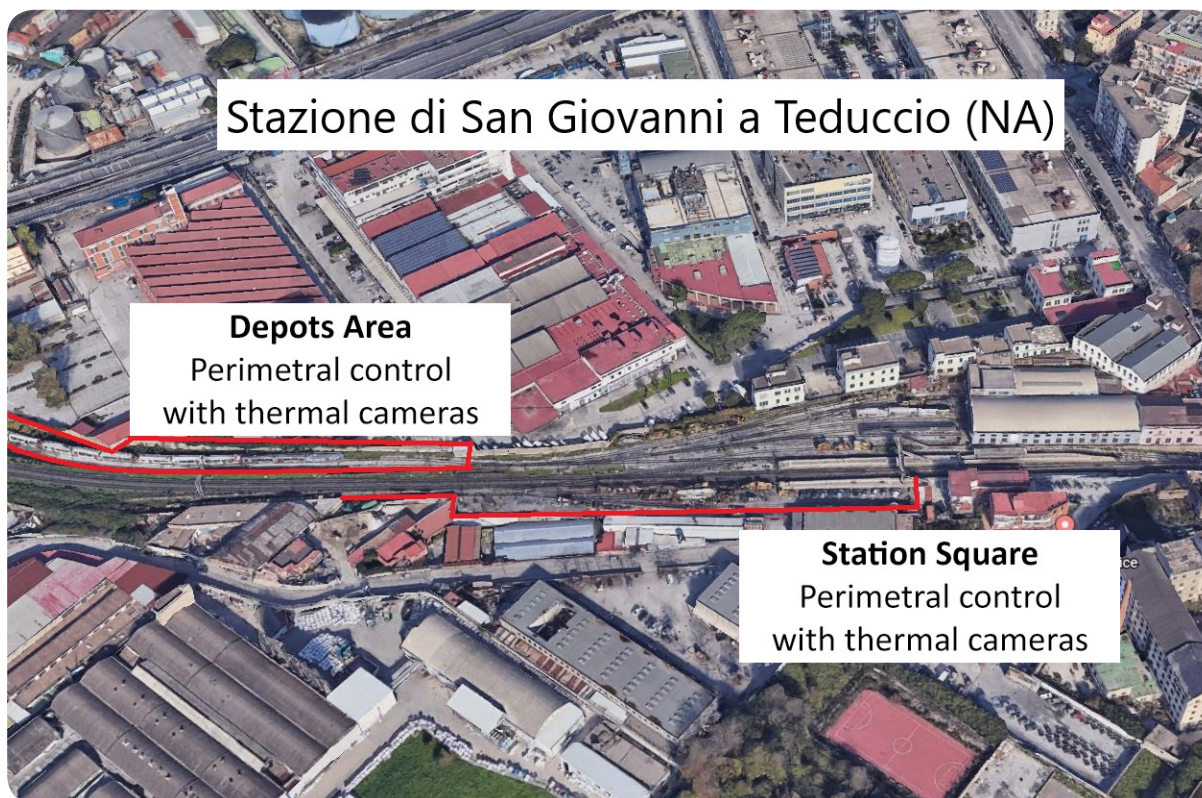 Stazione di San Giovanni a Teduccio (NA)
Depots Area
Perimetral control
with thermal cameras
Station Square
Perimetral control
with thermal cameras